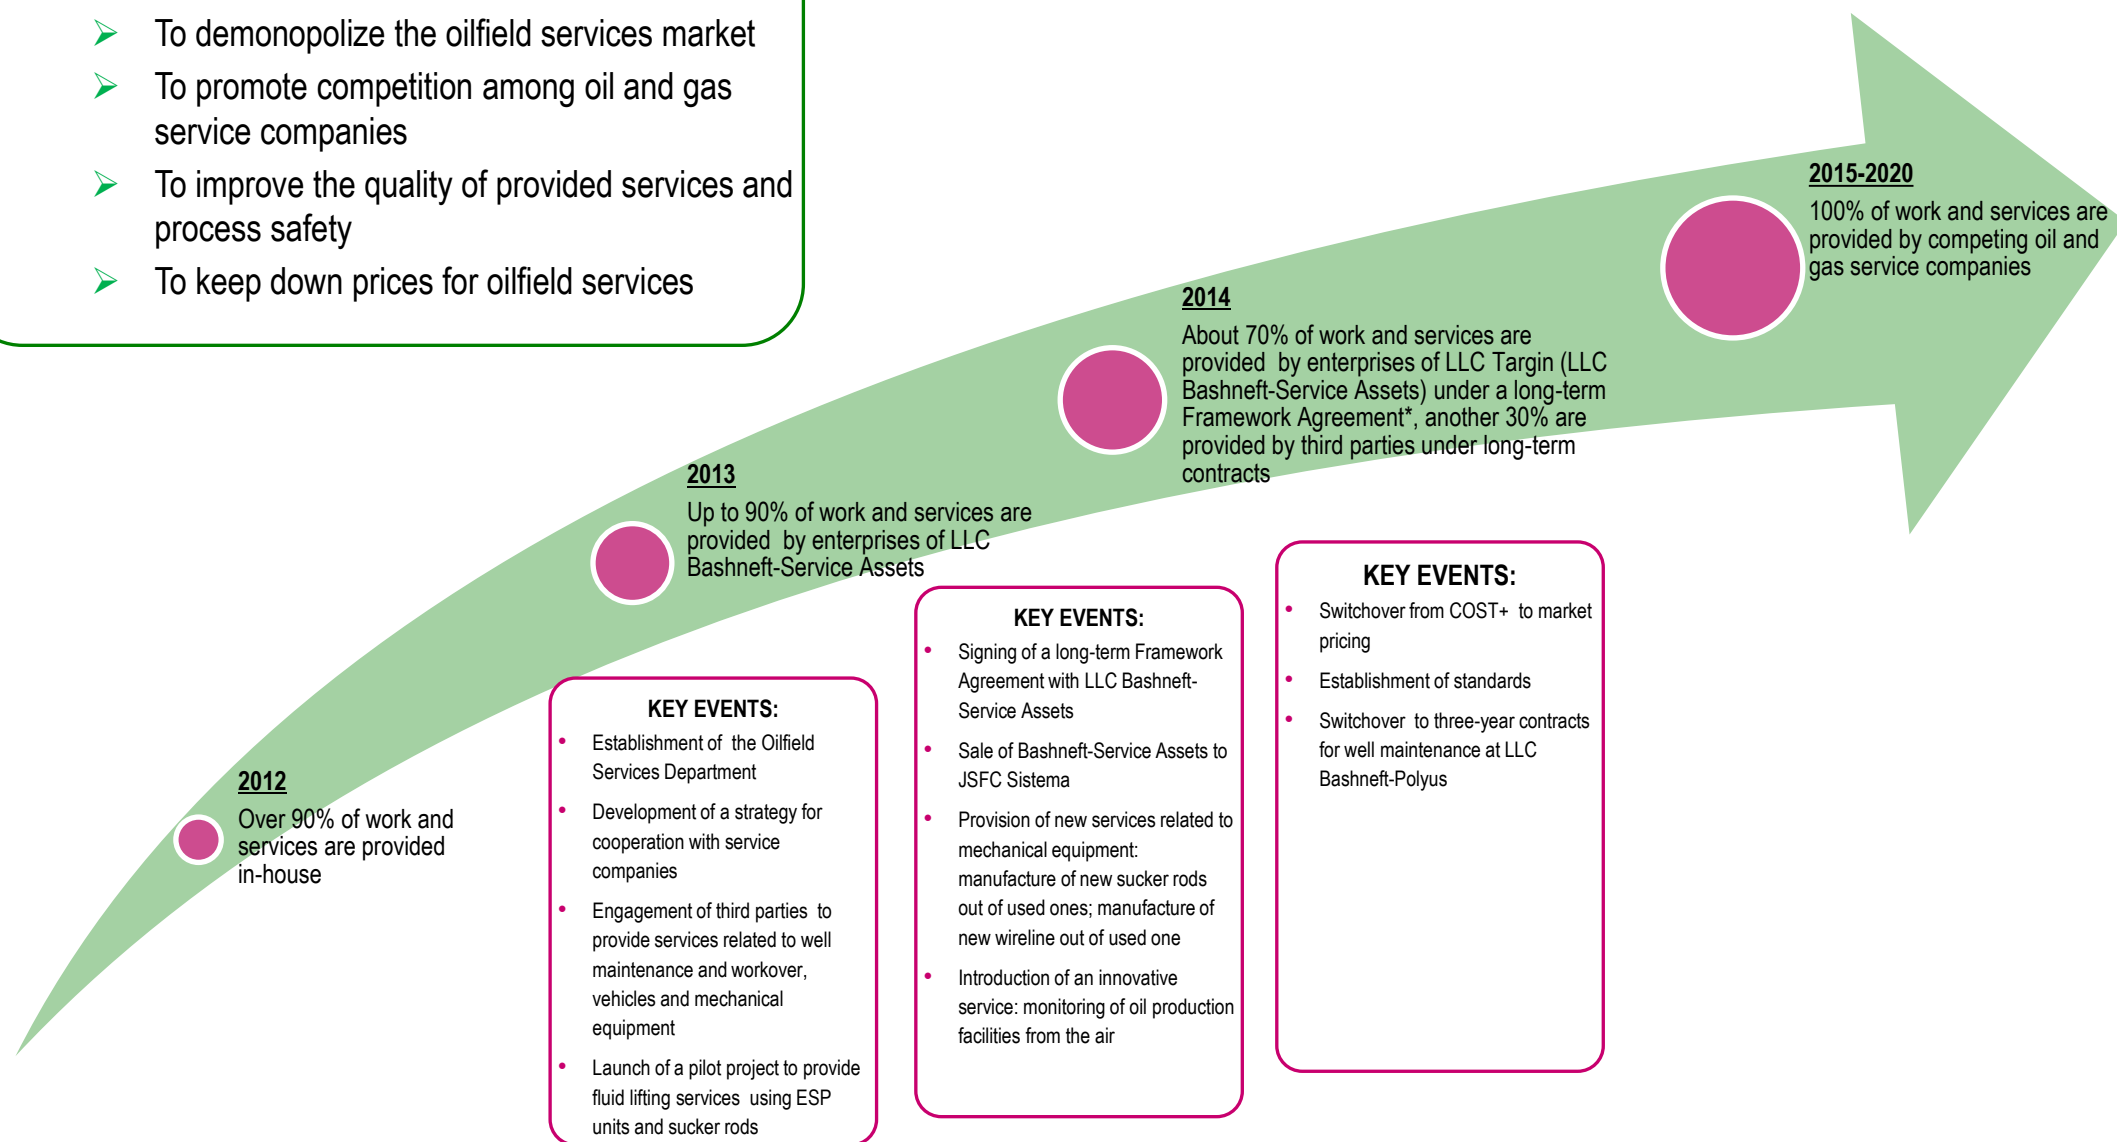 To demonopolize the oilfield services market
To promote competition among oil and gas
service companies
To improve the quality of provided services and
process safety
To keep down prices for oilfield services
2015-2020
100% of work and services are
provided by competing oil and
gas service companies
2014
About 70% of work and services are
provided by enterprises of LLC Targin (LLC
Bashneft-Service Assets) under a long-term
Framework Agreement*, another 30% are
provided by third parties under long-term
contracts
2013
Up to 90% of work and services are
provided by enterprises of LLC
Bashneft-Service Assets
2012
Over 90% of work and
services are provided
in-house
KEY EVENTS:
• Establishment of the Oilfield
Services Department
• Development of a strategy for
cooperation with service
companies
• Engagement of third parties to
provide services related to well
maintenance and workover,
vehicles and mechanical
equipment
• Launch of a pilot project to provide
fluid lifting services using ESP
units and sucker rods
KEY EVENTS:
• Signing of a long-term Framework
Agreement with LLC Bashneft-
Service Assets
• Sale of Bashneft-Service Assets to
JSFC Sistema
• Provision of new services related to
mechanical equipment:
manufacture of new sucker rods
out of used ones; manufacture of
new wireline out of used one
• Introduction of an innovative
service: monitoring of oil production
facilities from the air
KEY EVENTS:
• Switchover from COST+ to market
pricing
• Establishment of standards
• Switchover to three-year contracts
for well maintenance at LLC
Bashneft-Polyus